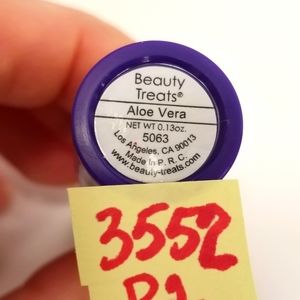 Beauty
Treats®
Aloe Vera
NET WT 0.13oz.
5063
Los Angeles, CA 90013
Made In P. R. C.
www.beauty-treats.com
3552